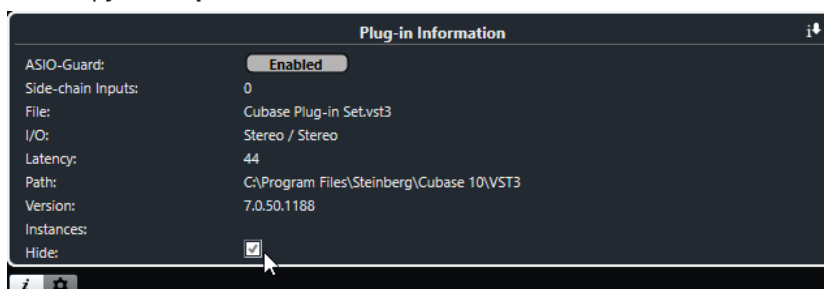 Plug-in Information
ASIO-Guard: Enabled
Side-chain Inputs: 0
File: Cubase Plug-in Set.vst3
I/O: Stereo / Stereo
Latency: 44
Path: C:\Program Files\Steinberg\Cubase 10\VST3
Version: 7.0.50.1188
Instances:
Hide: